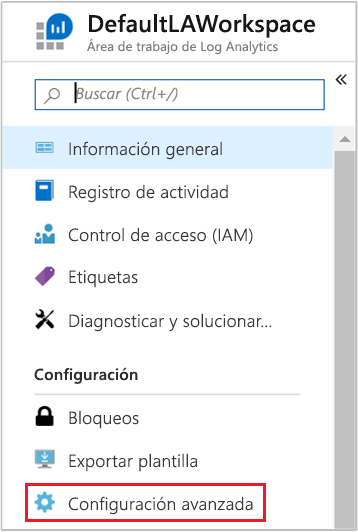 DefaultLAWorkspace
Área de trabajo de Log Analytics
Buscar (Ctrl+/)
Información general
Registro de actividad
Control de acceso (IAM)
Etiquetas
Diagnosticar y solucionar...
Configuración
Bloqueos
Exportar plantilla
Configuración avanzada